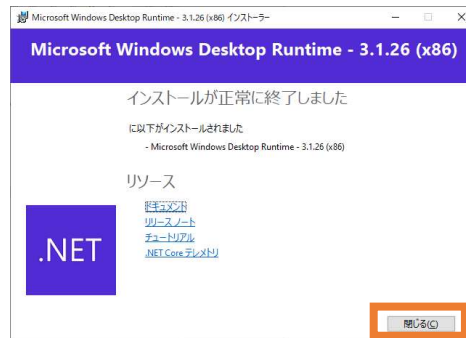 Microsoft Windows Desktop Runtime - 3.1.26 (x86) インストーラー
Microsoft Windows Desktop Runtime - 3.1.26 (x86)
インストールが正常に終了しました
に以下がインストールされました
- Microsoft Windows Desktop Runtime - 3.1.26 (x86)
リソース
ドキュメント
リリース ノート
チュートリアル
.NET Core テレメトリ
.NET
閉じる(C)